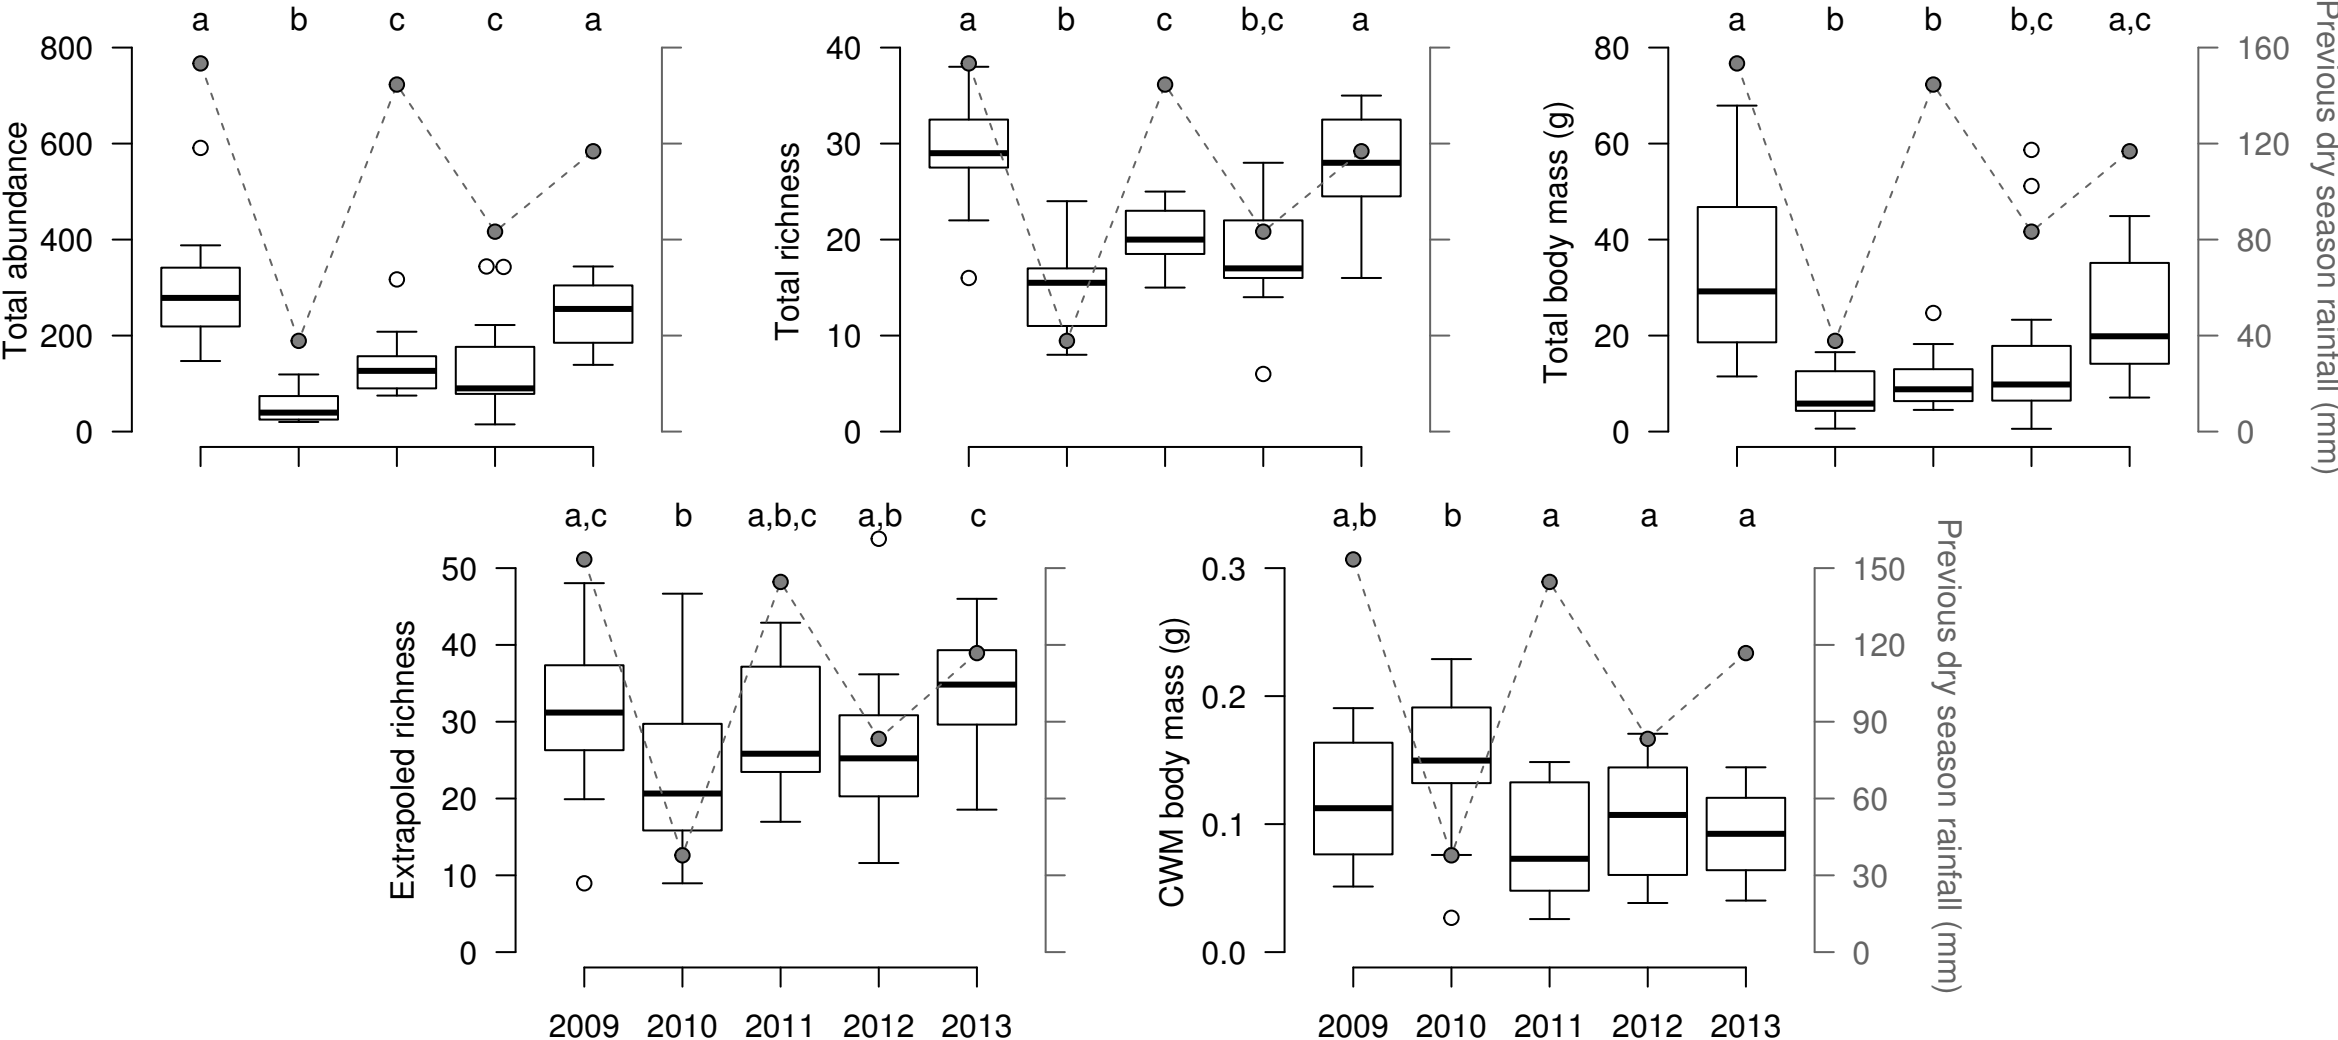 a b c c a
Total abundance
800
600
400
200
0
a b c b,c a
Total richness
40
30
20
10
0
a b b b,c a,c
Total body mass (g)
80
60
40
20
0
160
120
80
40
0
Previous dry season rainfall (mm)
a,c b a,b,c a,b c
Extrapoled richness
50
40
30
20
10
0
2009 2010 2011 2012 2013
a,b b a a a
CWM body mass (g)
0.3
0.2
0.1
0.0
150
120
90
60
30
0
Previous dry season rainfall (mm)
2009 2010 2011 2012 2013